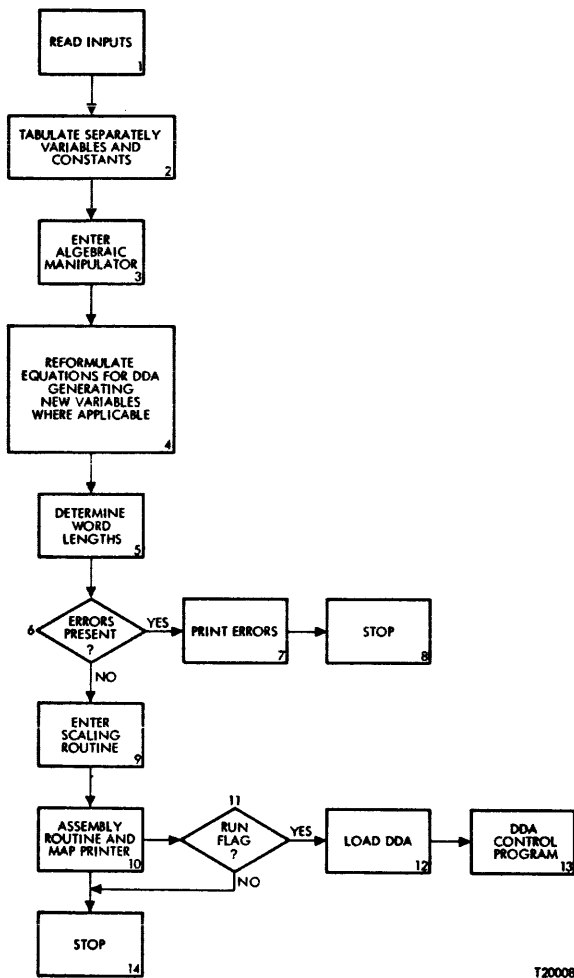 READ INPUTS
1
TABULATE SEPARATELY
VARIABLES AND
CONSTANTS
2
ENTER
ALGEBRAIC
MANIPULATOR
3
REFORMULATE
EQUATIONS FOR DDA
GENERATING
NEW VARIABLES
WHERE APPLICABLE
4
DETERMINE
WORD
LENGTHS
5
6
ERRORS
PRESENT
?
YES
PRINT ERRORS
7
STOP
8
NO
ENTER
SCALING
ROUTINE
9
ASSEMBLY
ROUTINE AND
MAP PRINTER
10
11
RUN
FLAG
?
YES
LOAD DDA
12
DDA
CONTROL
PROGRAM
13
NO
STOP
14